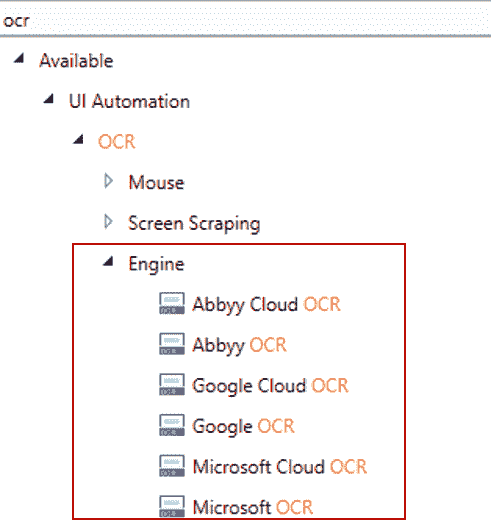 ocr
Available
UI Automation
OCR
Mouse
Screen Scraping
Engine
Abbyy Cloud OCR
Abbyy OCR
Google Cloud OCR
Google OCR
Microsoft Cloud OCR
Microsoft OCR